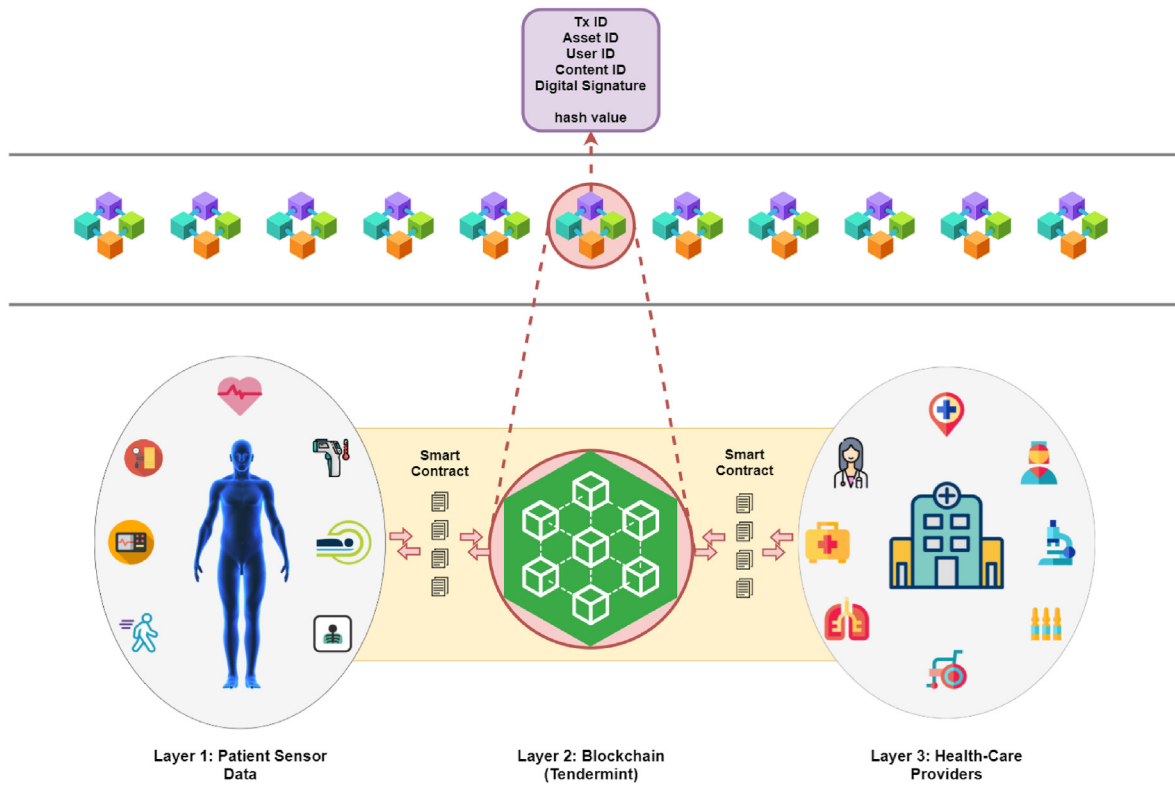 Tx ID
Asset ID
User ID
Content ID
Digital Signature
hash value
Smart
Contract
Smart
Contract
Layer 1: Patient Sensor
Data
Layer 2: Blockchain
(Tendermint)
Layer 3: Health-Care
Providers